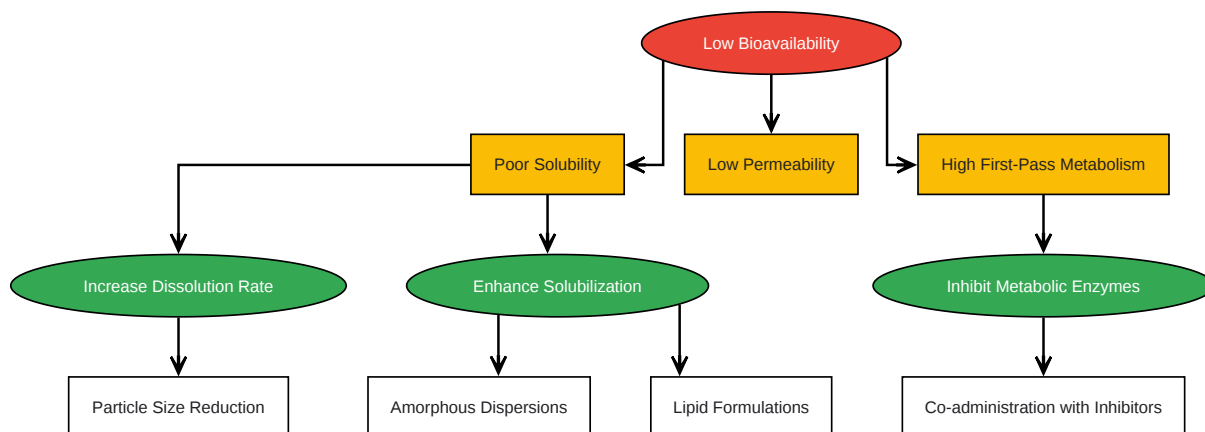 Low Bioavailability
Poor Solubility
Low Permeability
High First-Pass Metabolism
Increase Dissolution Rate
Enhance Solubilization
Inhibit Metabolic Enzymes
Particle Size Reduction
Amorphous Dispersions
Lipid Formulations
Co-administration with Inhibitors